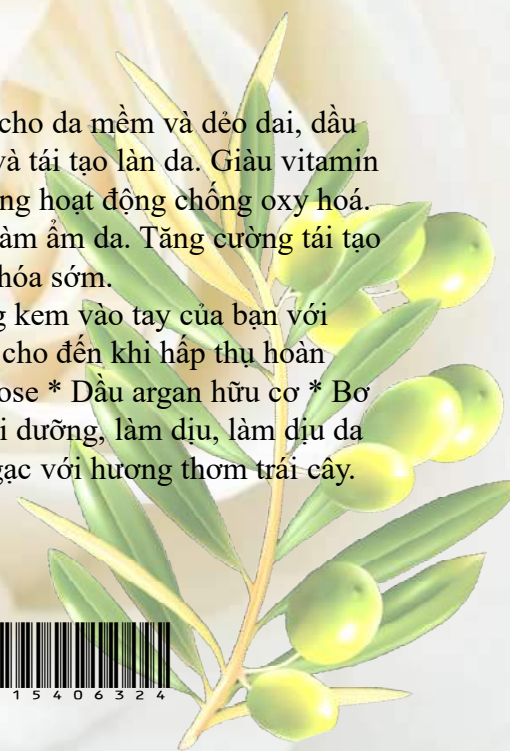 cho da mềm và dẻo dai, dầu
và tái tạo làn da. Giàu vitamin
ng hoạt động chống oxy hoá.
àm ẩm da. Tăng cường tái tạo
hóa sớm.
g kem vào tay của bạn với
cho đến khi hấp thụ hoàn
ose * Dầu argan hữu cơ * Bơ
i dưỡng, làm dịu, làm dịu da
gạc với hương thơm trái cây.
15406324